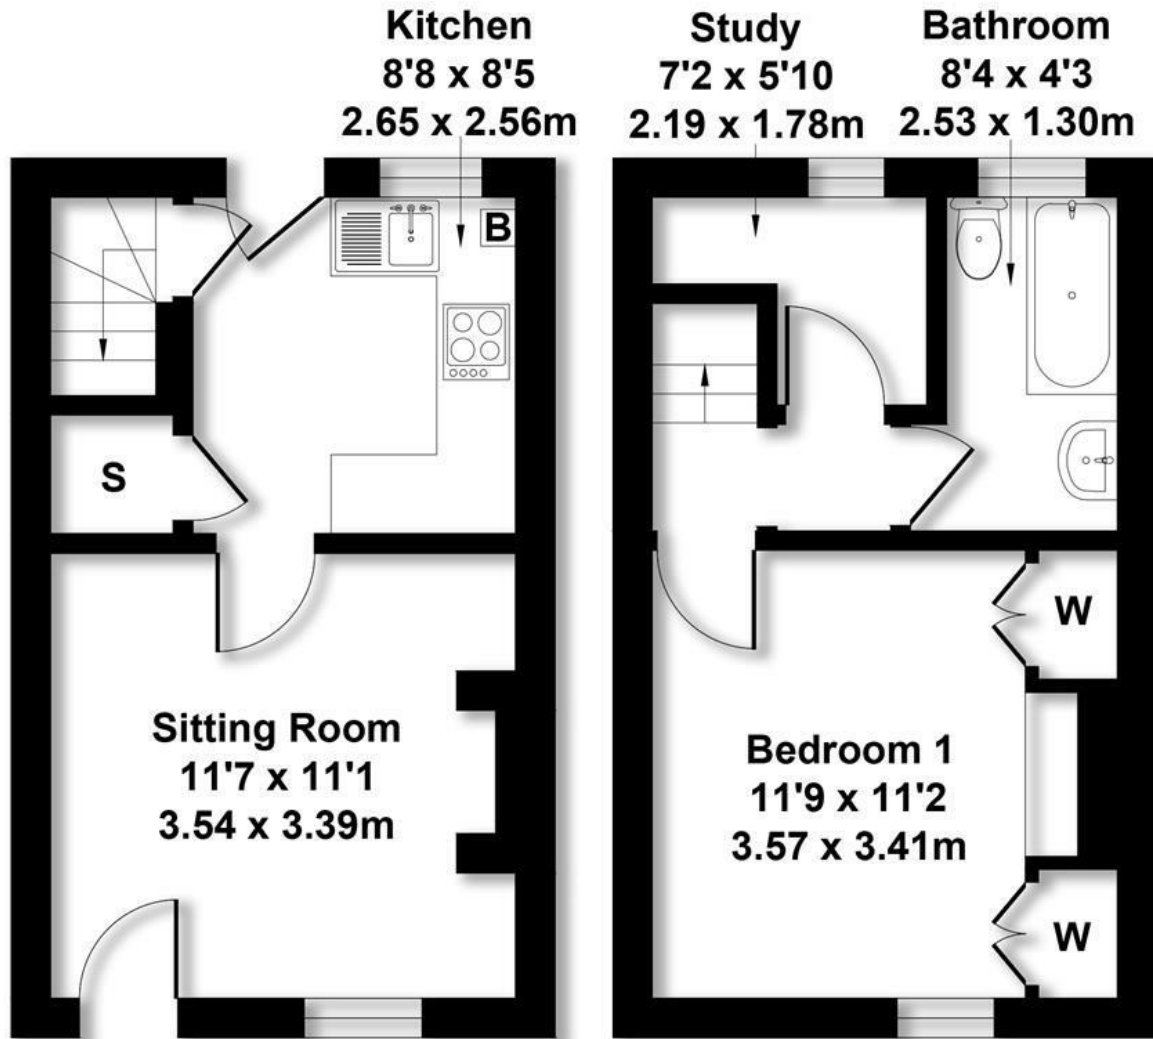 Kitchen
8'8 x 8'5
2.65 x 2.56m
Study
7'2 x 5'10
2.19 x 1.78m
Bathroom
8'4 x 4'3
2.53 x 1.30m
B
S
Sitting Room
11'7 x 11'1
3.54 x 3.39m
W
Bedroom 1
11'9 x 11'2
3.57 x 3.41m
W